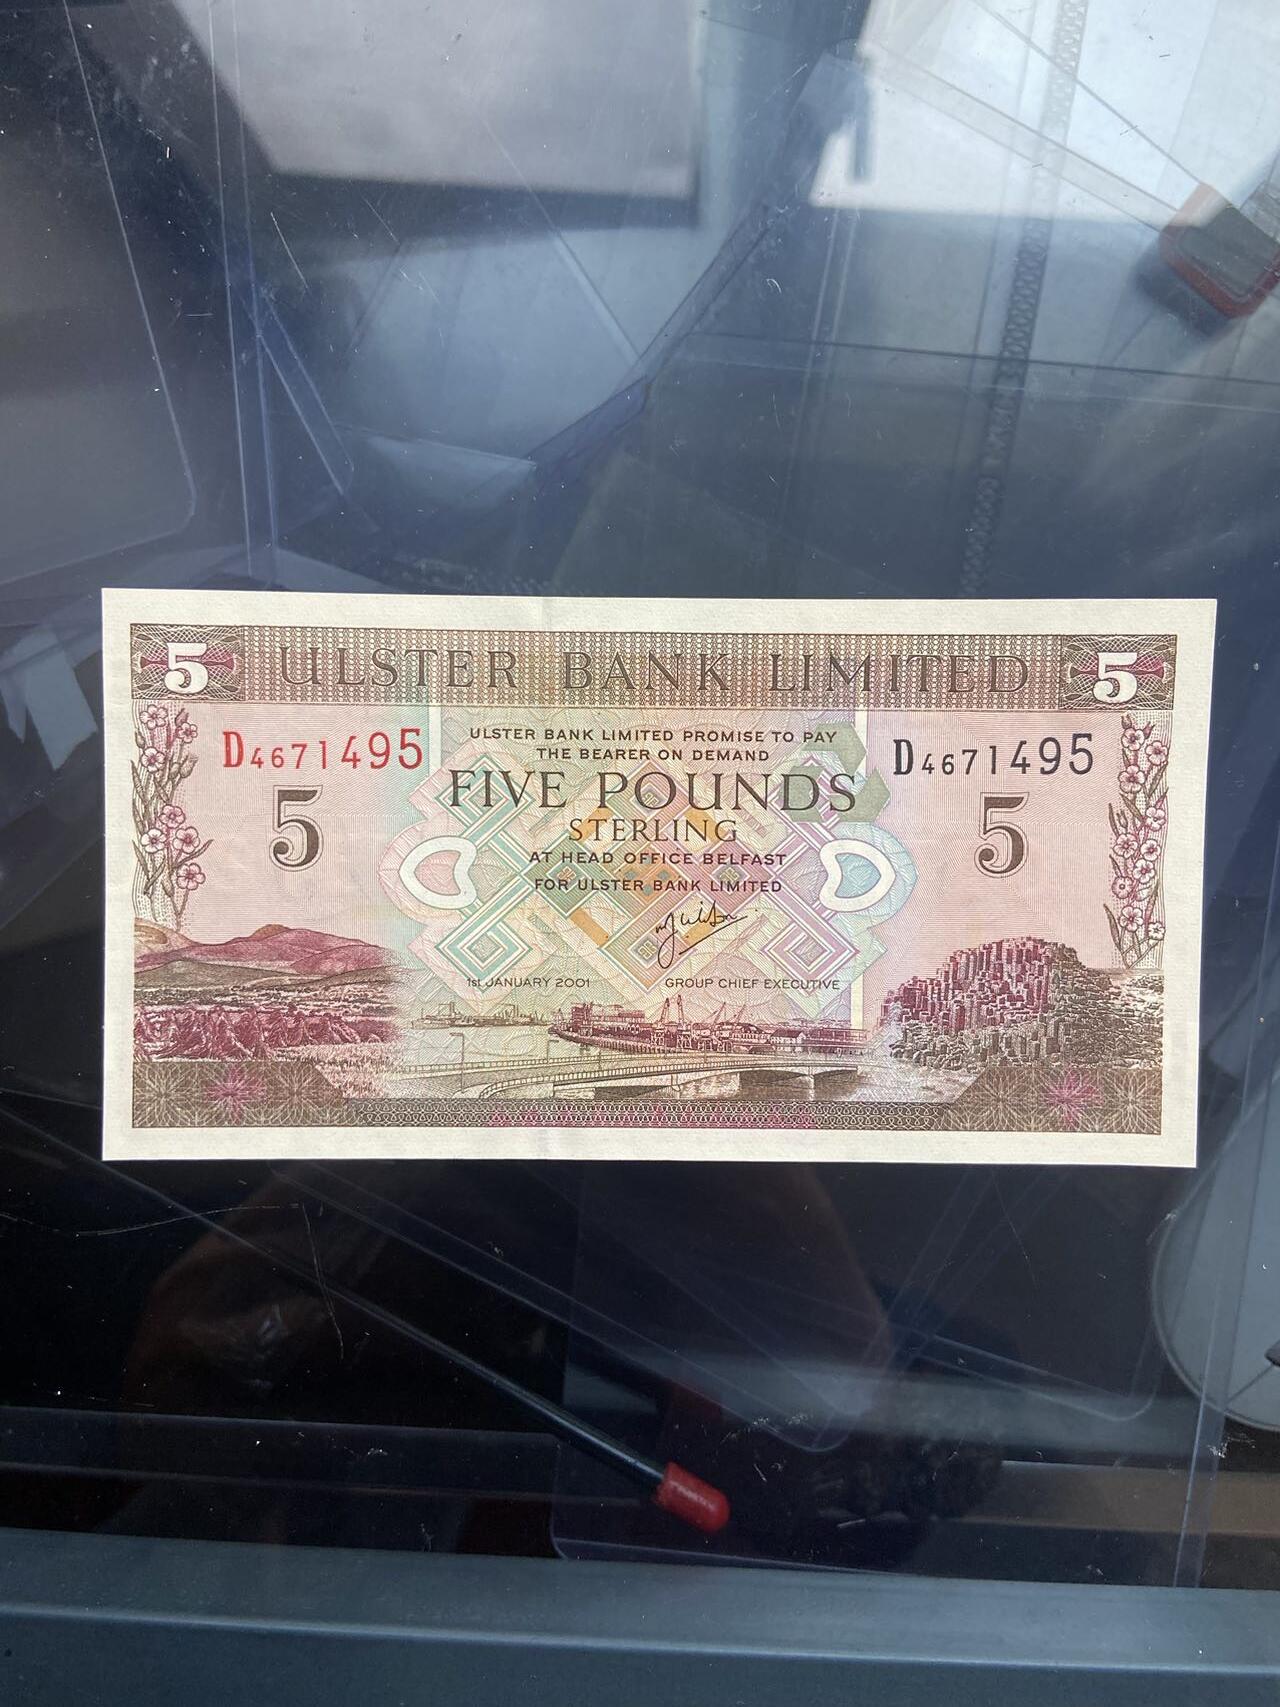 5 ULSTER BANK LIMITED 5
D4671495
ULSTER BANK LIMITED PROMISE TO PAY
THE BEARER ON DEMAND
D4671495
5
FIVE POUNDS
5
STERLING
AT HEAD OFFICE BELFAST
FOR ULSTER BANK LIMITED
1st JANUARY 2001
GROUP CHIEF EXECUTIVE